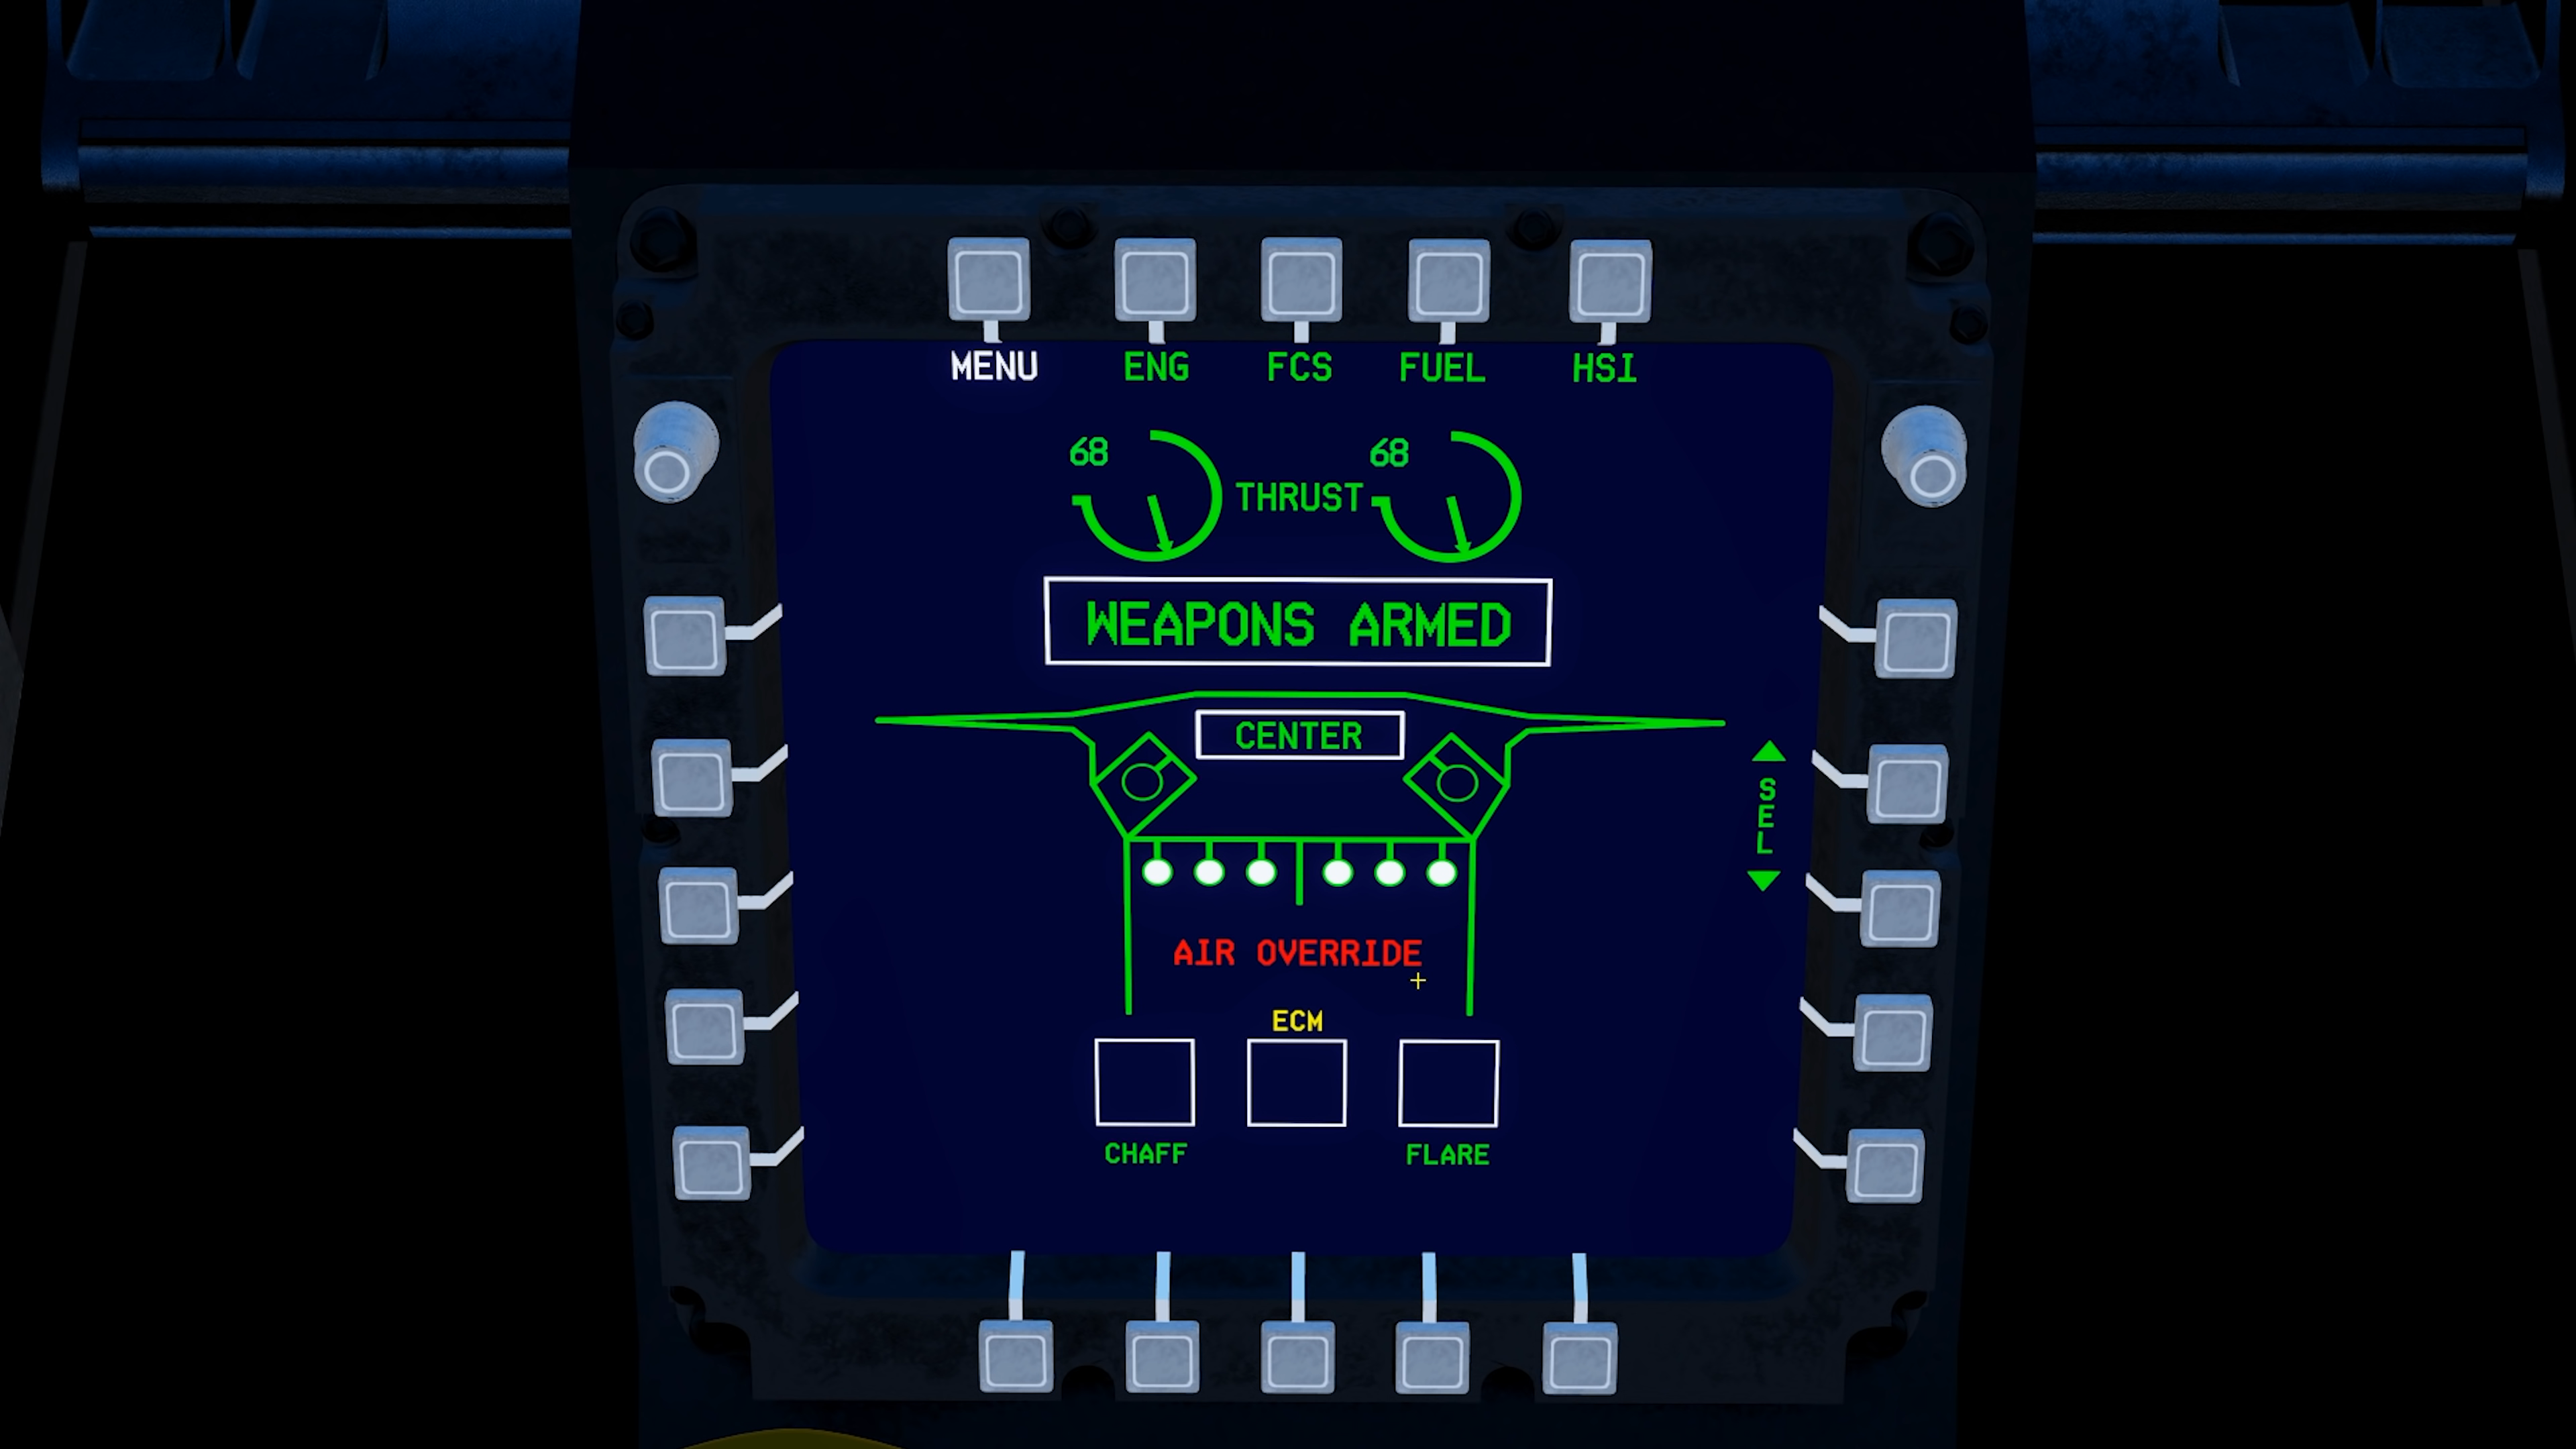 MENU ENG FCS FUEL HSI
68 THRUST 68
WEAPONS ARMED
CENTER
SEL
AIR OVERRIDE
ECM
CHAFF FLARE